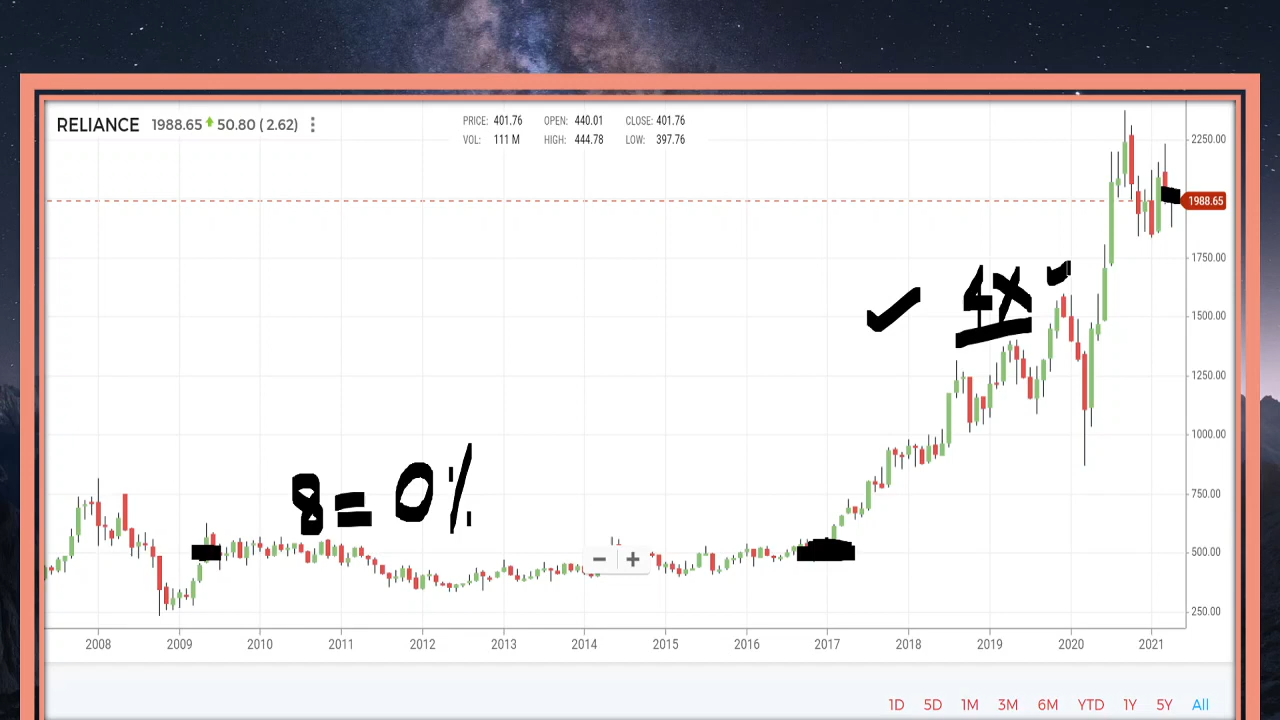 RELIANCE 1988.65 50.80 ( 2.62)
PRICE: 401.76 OPEN: 440.01 CLOSE: 401.76
VOL: 111 M HIGH: 444.78 LOW: 397.76
2250.00
1988.65
1750.00
4X
1500.00
1250.00
1000.00
8 = 0%
750.00
500.00
− +
250.00
2008 2009 2010 2011 2012 2013 2014 2015 2016 2017 2018 2019 2020 2021
1D 5D 1M 3M 6M YTD 1Y 5Y All